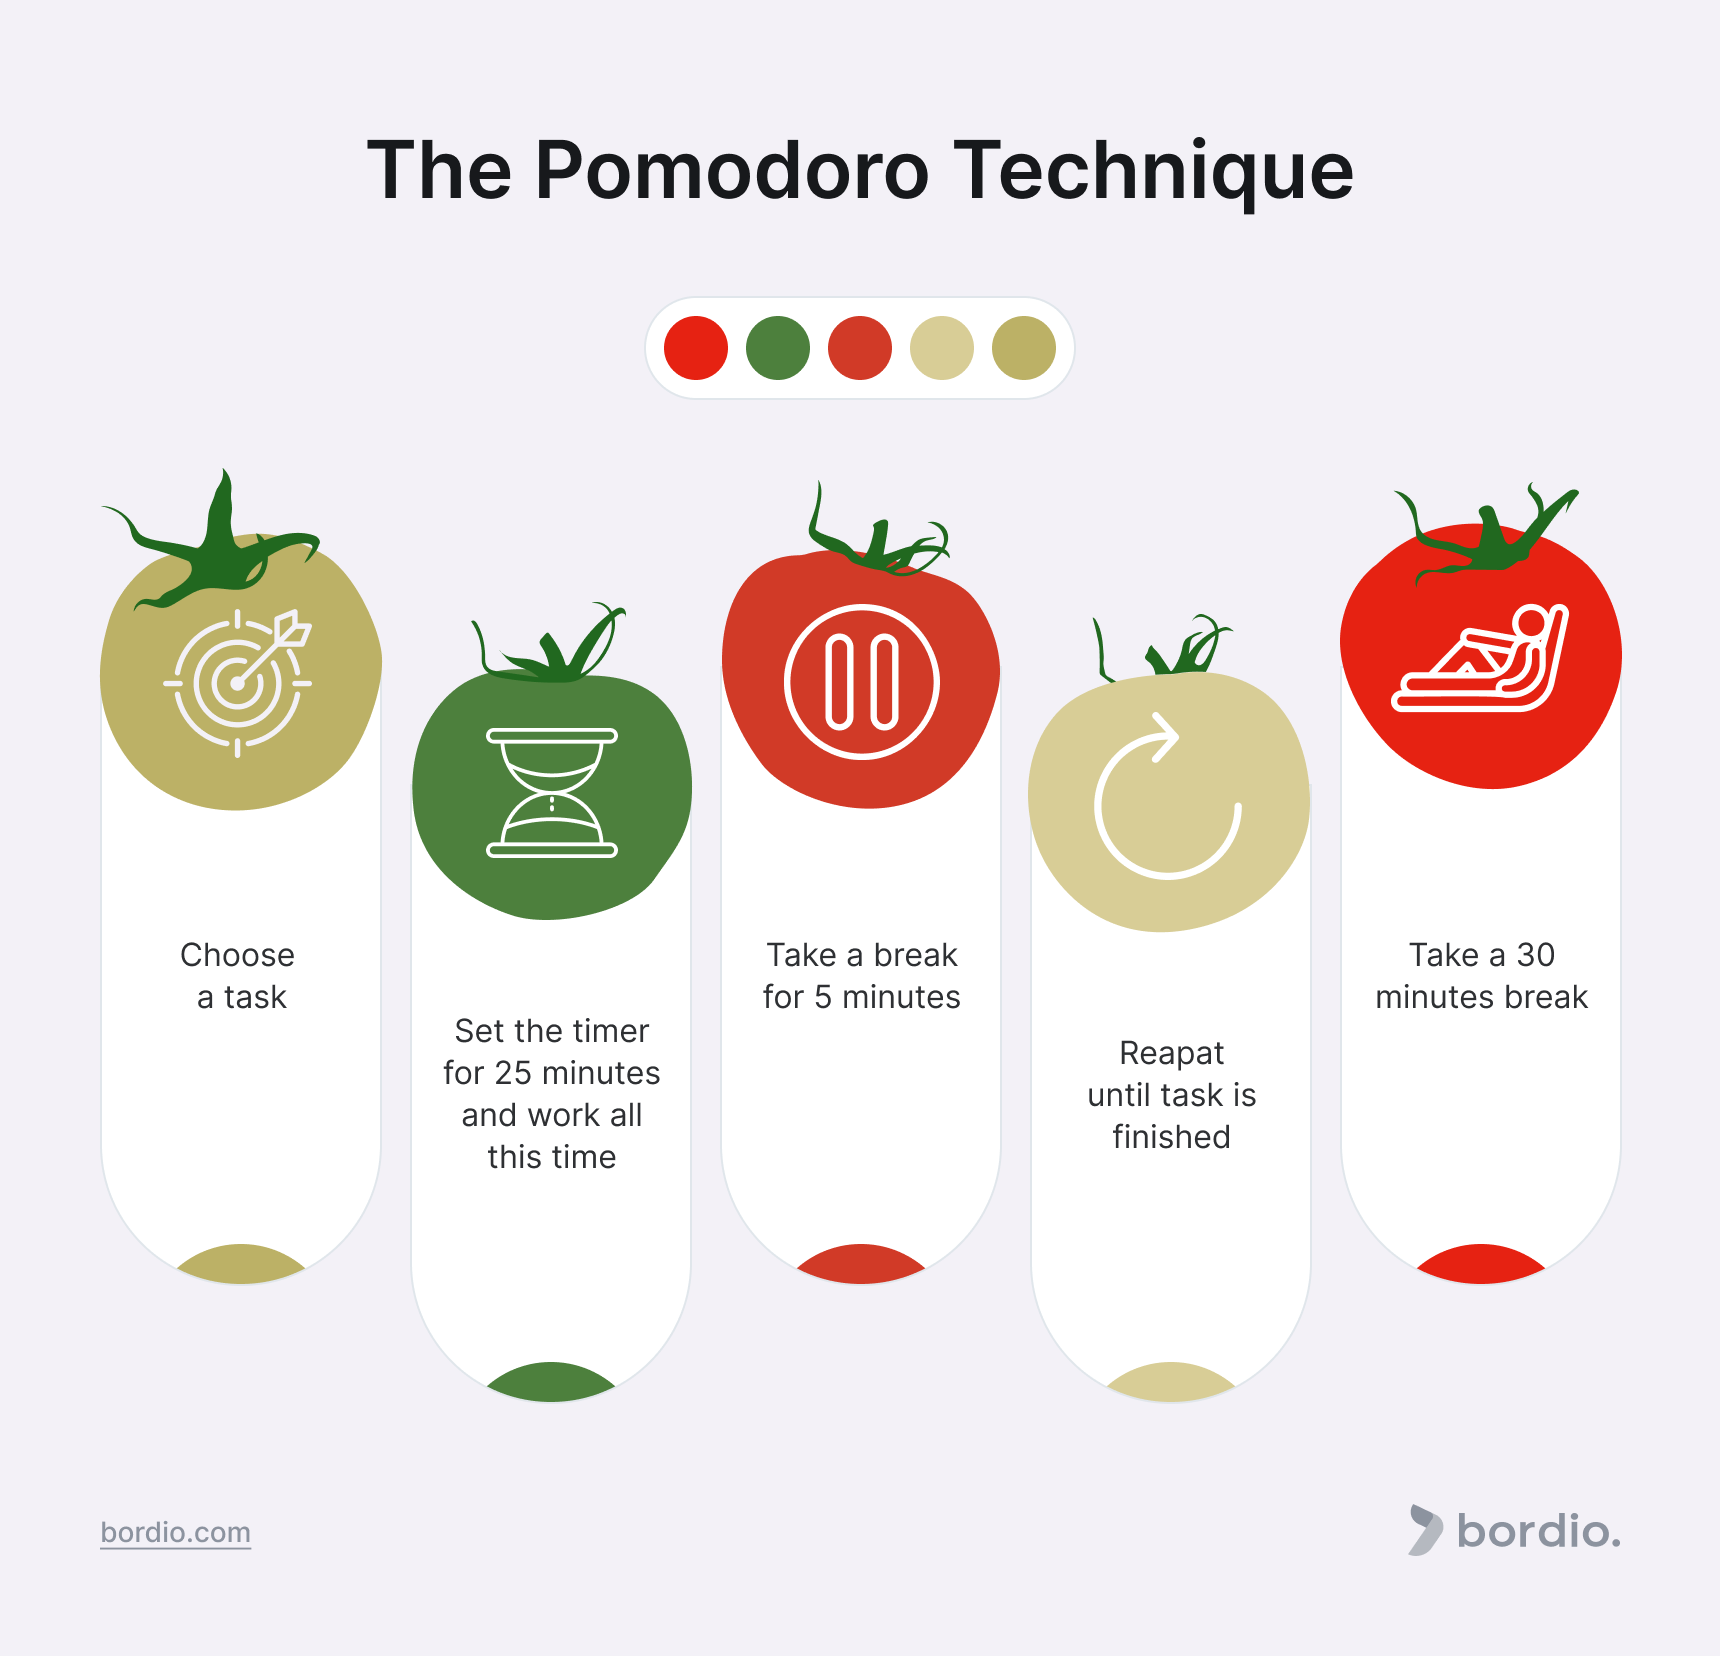 The Pomodoro Technique
Choose
a task
Set the timer
for 25 minutes
and work all
this time
Take a break
for 5 minutes
Reapat
until task is
finished
Take a 30
minutes break
bordio.com
bordio.